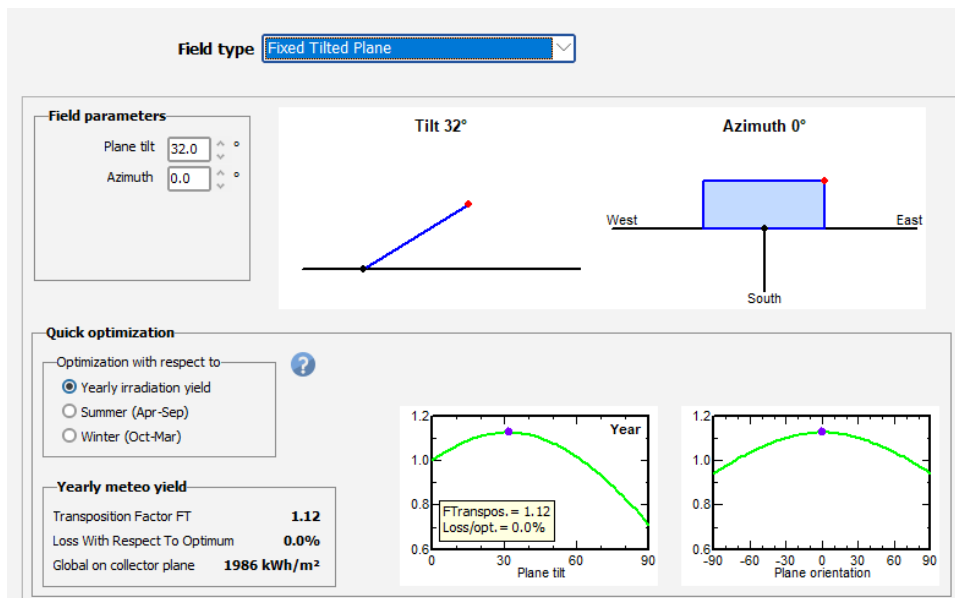 Field type Fixed Tilted Plane
Field parameters
Plane tilt 32.0 °
Azimuth 0.0 °
Tilt 32°
Azimuth 0°
West
East
South
Quick optimization
Optimization with respect to
Yearly irradiation yield
Summer (Apr-Sep)
Winter (Oct-Mar)
?
Yearly meteo yield
Transposition Factor FT 1.12
Loss With Respect To Optimum 0.0%
Global on collector plane 1986 kWh/m²
1.2
1.0
0.8
0.6
Year
FTranspos.= 1.12
Loss/opt.= 0.0%
0 30 60 90
Plane tilt
1.2
1.0
0.8
0.6
-90 -60 -30 0 30 60 90
Plane orientation